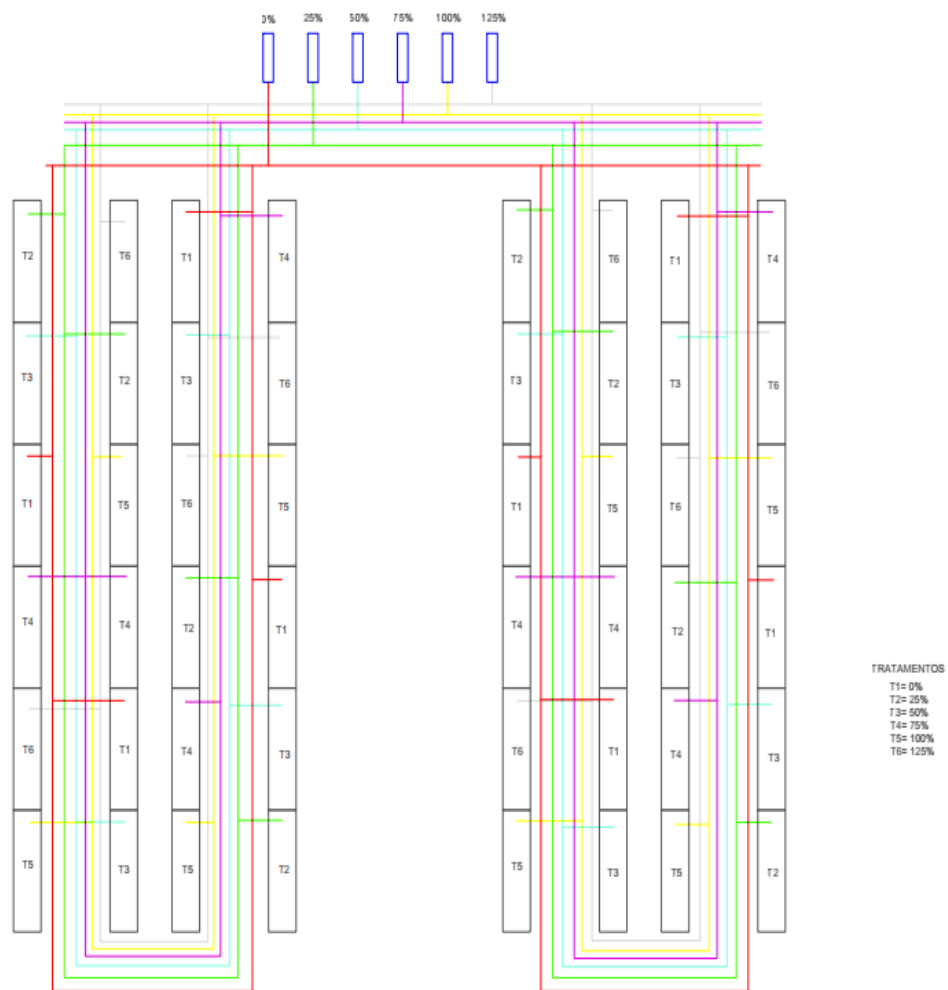 0% 25% 50% 75% 100% 125%
T2 T6 T1 T4 T2 T6 T1 T4
T3 T2 T3 T6 T3 T2 T3 T6
T1 T5 T6 T5 T1 T5 T6 T5
T4 T4 T2 T1 T4 T4 T2 T1
T6 T1 T4 T3 T6 T1 T4 T3
T5 T3 T5 T2 T5 T3 T5 T2
TRATAMENTOS
T1= 0%
T2= 25%
T3= 50%
T4= 75%
T5= 100%
T6= 125%